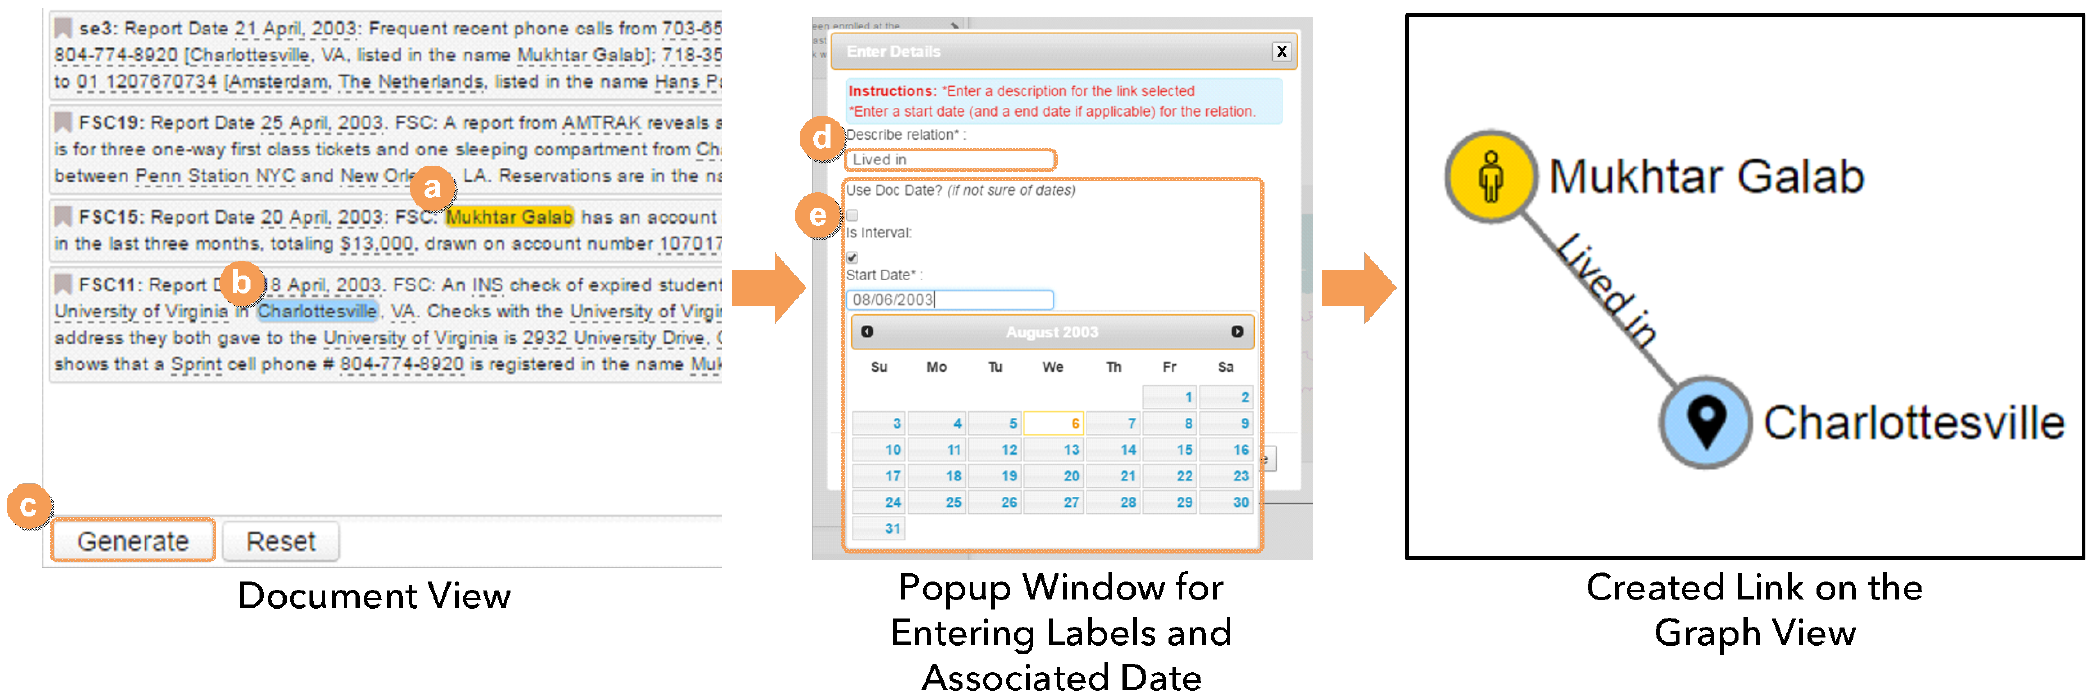 se3: Report Date 21 April, 2003: Frequent recent phone calls from 703-65
804-774-8920 [Charlottesville, VA, listed in the name Mukhtar Galab]; 718-35
to 01 1207670734 [Amsterdam, The Netherlands, listed in the name Hans P
FSC19: Report Date 25 April, 2003. FSC: A report from AMTRAK reveals a
is for three one-way first class tickets and one sleeping compartment from Ch
between Penn Station NYC and New Orle LA. Reservations are in the na
a
FSC15: Report Date 20 April, 2003: FSC: Mukhtar Galab has an account
in the last three months, totaling $13,000, drawn on account number 107017
b
FSC11: Report D 8 April, 2003. FSC: An INS check of expired student
University of Virginia in Charlottesville, VA. Checks with the University of Virgi
address they both gave to the University of Virginia is 2932 University Drive,
shows that a Sprint cell phone # 804-774-8920 is registered in the name Muk
c
Generate Reset
Document View
een enrolled at the
ast
k w
Enter Details X
Instructions: *Enter a description for the link selected
*Enter a start date (and a end date if applicable) for the relation.
d
Describe relation* :
Lived in
Use Doc Date? (if not sure of dates)
e
Is Interval:
Start Date* :
08/06/2003
August 2003
Su Mo Tu We Th Fr Sa
1 2
3 4 5 6 7 8 9
10 11 12 13 14 15 16
17 18 19 20 21 22 23
24 25 26 27 28 29 30
31
e
Popup Window for
Entering Labels and
Associated Date
Mukhtar Galab
Lived in
Charlottesville
Created Link on the
Graph View